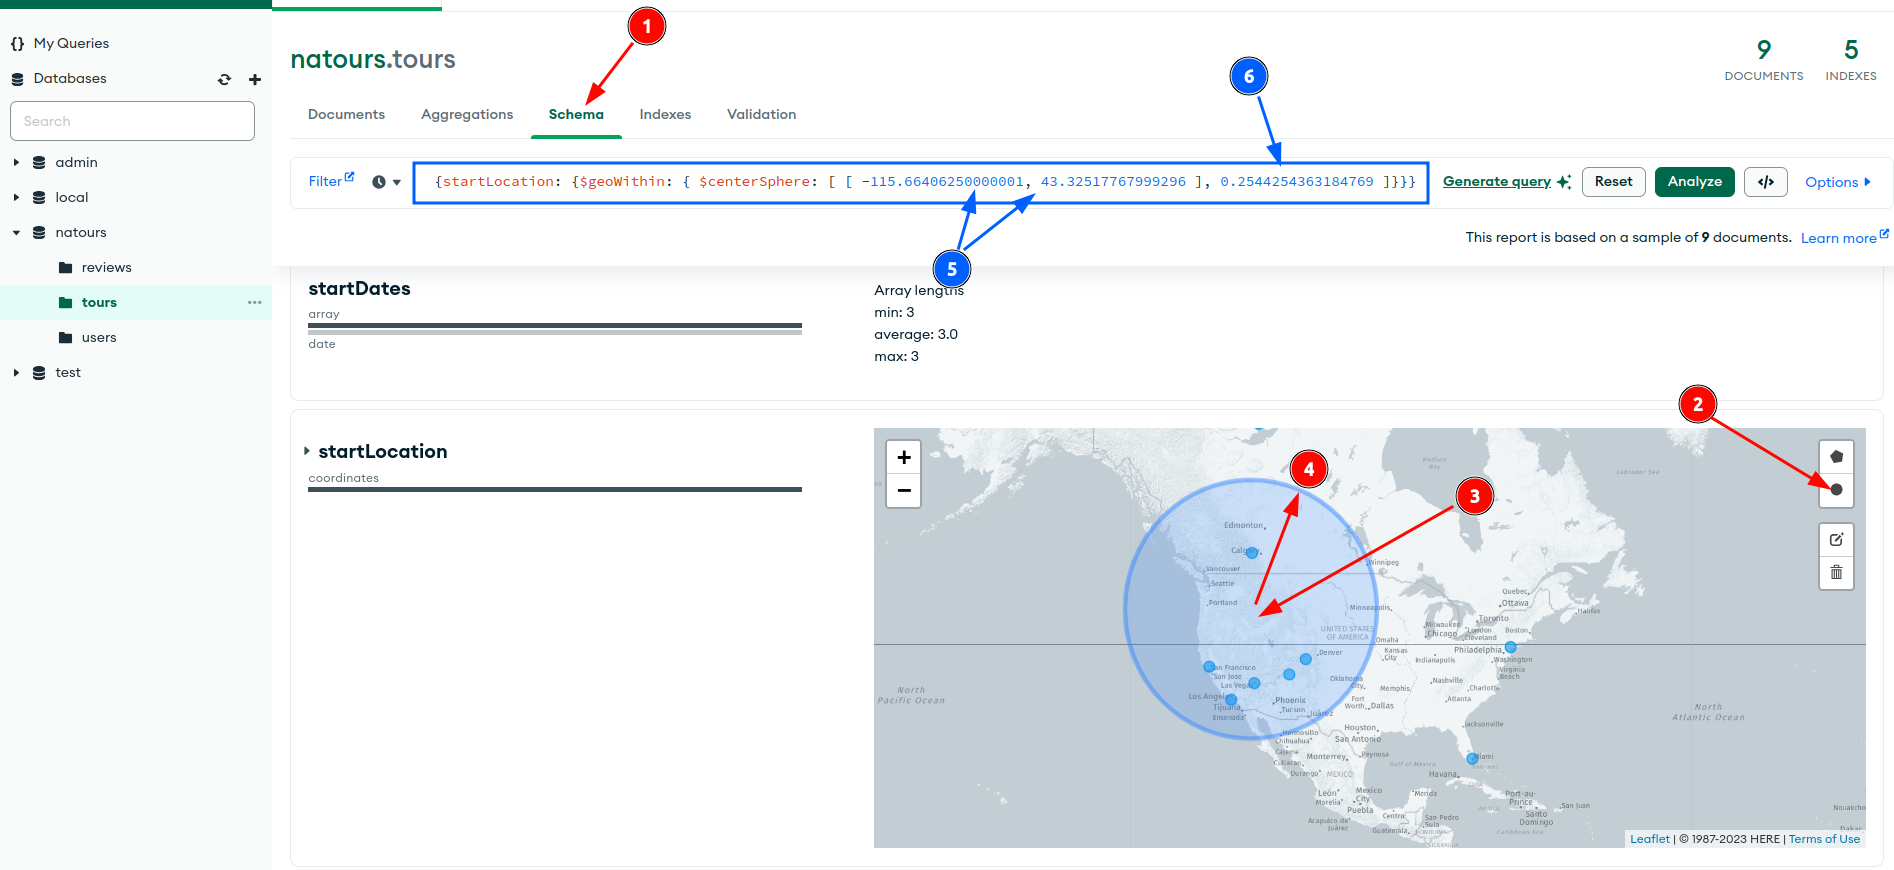 1
My Queries
natours.tours
9
5
Databases
DOCUMENTS
INDEXES
6
Search
Documents
Aggregations
Schema
Indexes
Validation
admin
Filter
{startLocation: {$geoWithin: { $centerSphere: [ [ -115.66406250000001, 43.32517767999296 ], 0.2544254363184769 ]}}}
Generate query
Reset
Analyze
</>
Options
local
natours
This report is based on a sample of 9 documents. Learn more
reviews
5
startDates
Array lengths
tours
array
min: 3
average: 3.0
users
date
max: 3
test
2
startLocation
coordinates
+
−
4
3
Hudson
Bay
Labrador Sea
Edmonton
Calgary
Vancouver
Winnipeg
Seattle
Portland
Minneapolis
Quebec
Ottawa
Halifax
Toronto
Milwaukee
London
Boston
Chicago
Cleveland
UNITED STATES
OF AMERICA
Omaha
Denver
Kansas
City
Indianapolis
Philadelphia
Washington
Virginia
Beach
San Francisco
San Jose
Las Vegas
Oklahoma
City
Memphis
Nashville
Charlotte
Atlanta
Los Angeles
Phoenix
Tucson
Fort
Worth
Dallas
Tijuana
Ensenada
Juárez
North
Pacific Ocean
North
Atlantic Ocean
Jacksonville
Houston
San Antonio
Hermosillo
Chihuahua
Monterrey
Reynosa
Gulf of Mexico
Miami
Culiacan
Durango
MEXICO
Havana
León
Morelia
Mexico
City
Puebla
Merida
Port-au-
Prince
San Juan
Santo
Domingo
Acapulco de
Juárez
San Pedro
Sula
Guatemala
HONDURAS
NICARAGUA
Caribbean Sea
Nouakcho
Dakar
Leaflet | © 1987-2023 HERE | Terms of Use